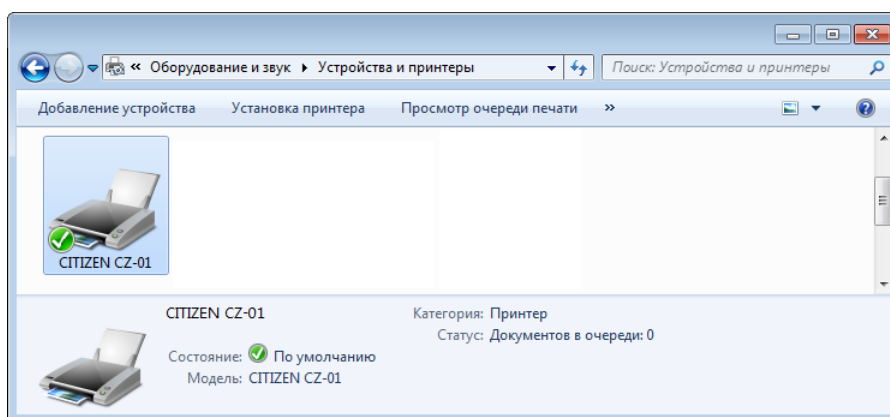 « Оборудование и звук Устройства и принтеры Поиск: Устройства и принтеры
Добавление устройства Установка принтера Просмотр очереди печати »
CITIZEN CZ-01
CITIZEN CZ-01 Категория: Принтер
Статус: Документов в очереди: 0
Состояние: По умолчанию
Модель: CITIZEN CZ-01